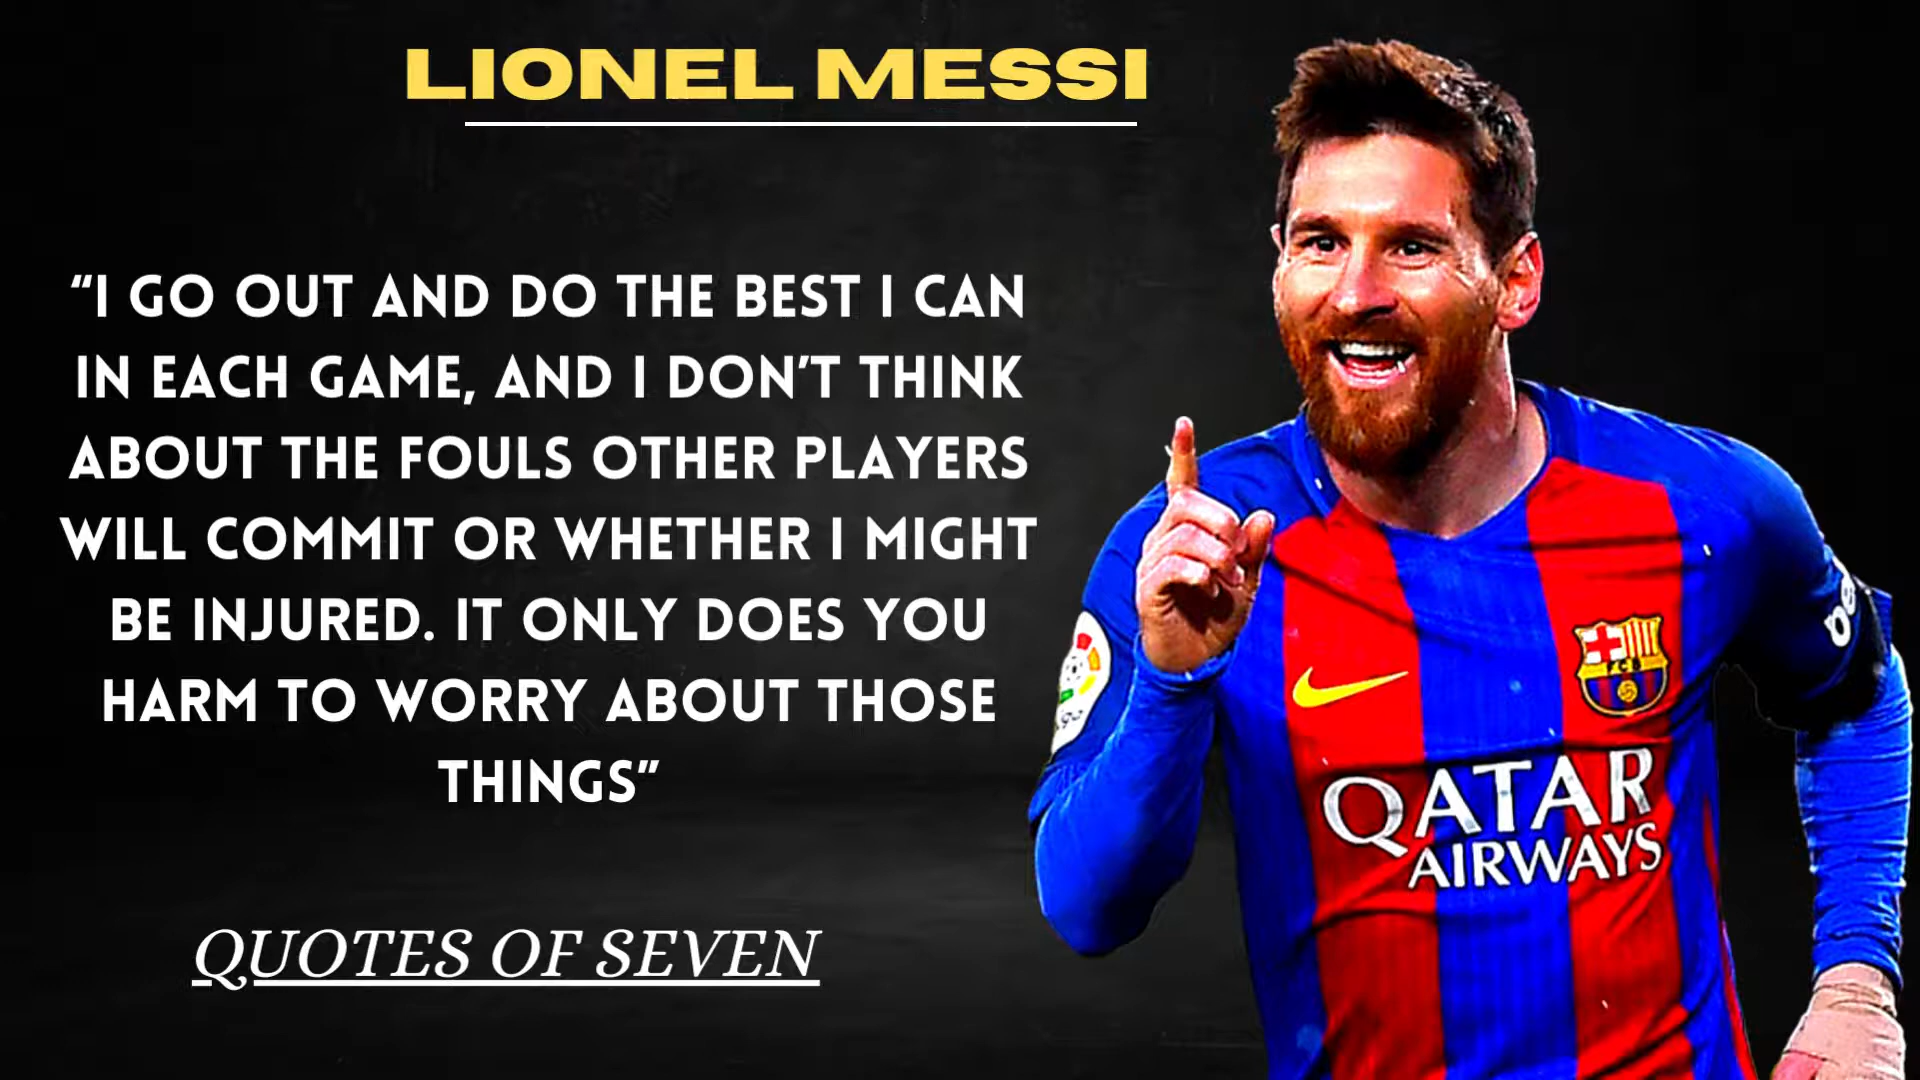 LIONEL MESSI
“I GO OUT AND DO THE BEST I CAN
IN EACH GAME, AND I DON’T THINK
ABOUT THE FOULS OTHER PLAYERS
WILL COMMIT OR WHETHER I MIGHT
BE INJURED. IT ONLY DOES YOU
HARM TO WORRY ABOUT THOSE
THINGS”
QUOTES OF SEVEN
FCB
QATAR
AIRWAYS